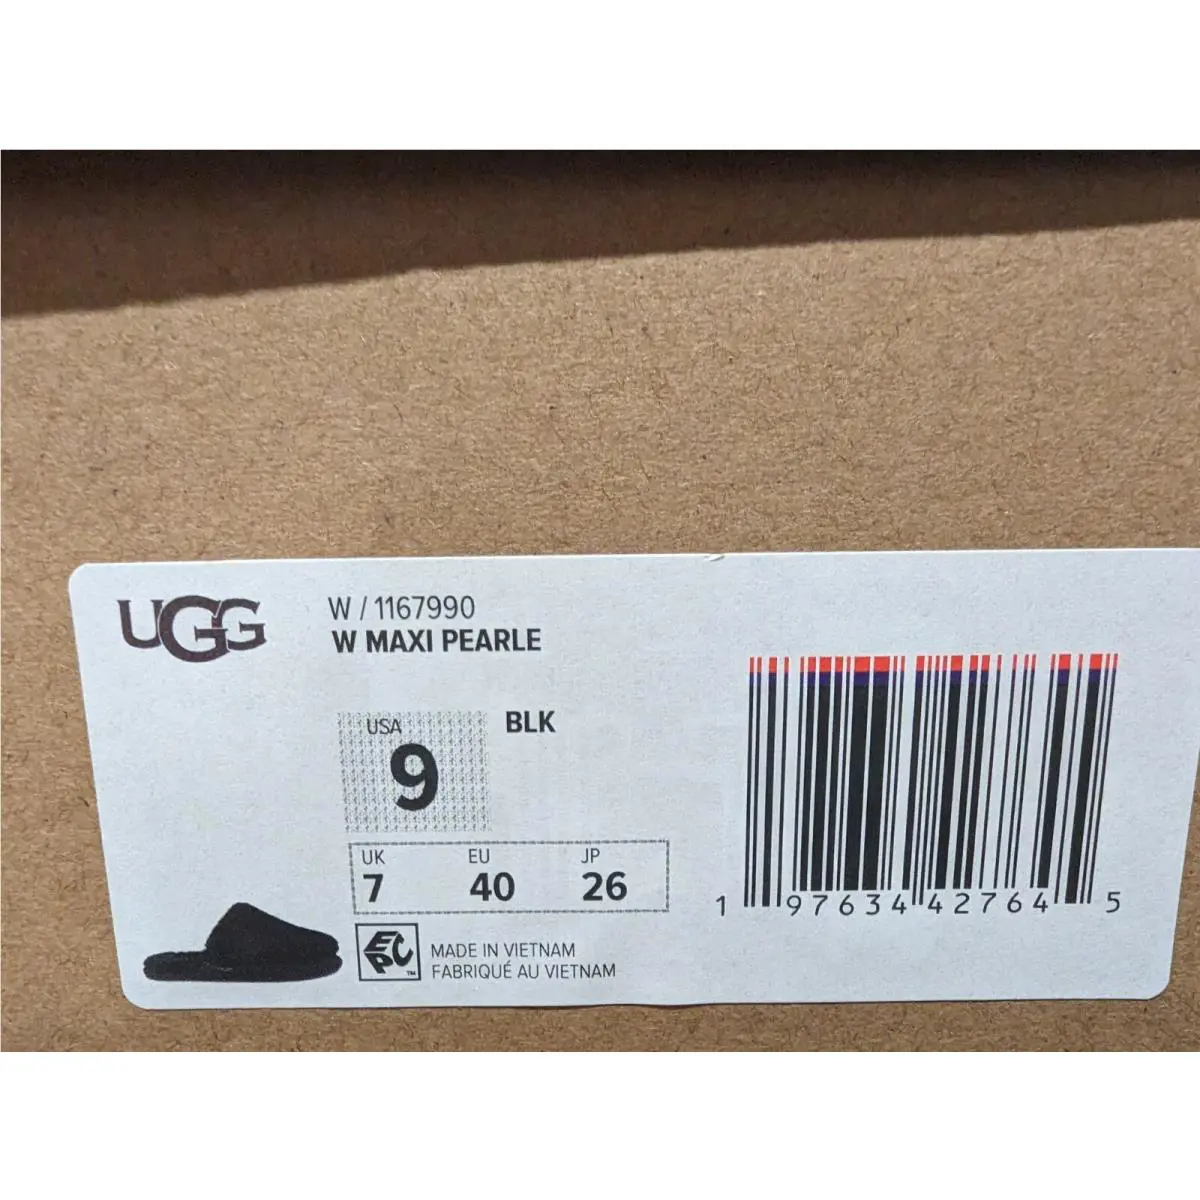 UGG
W / 1167990
W MAXI PEARLE
USA
9
BLK
UK EU JP
7 40 26
EPC™
MADE IN VIETNAM
FABRIQUÉ AU VIETNAM
1 97634 42764 5